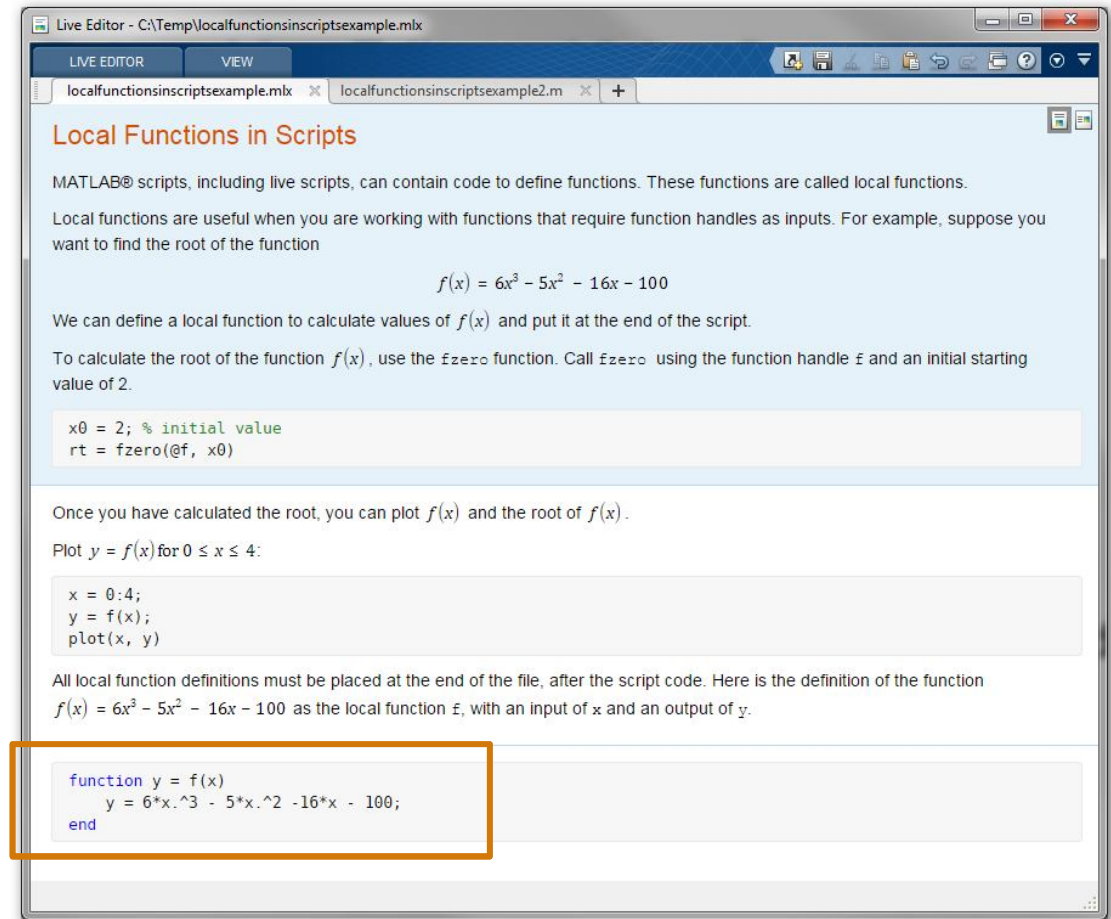 Live Editor - C:\Temp\localfunctionsinscriptsexample.mlx
LIVE EDITOR VIEW
localfunctionsinscriptsexample.mlx localfunctionsinscriptsexample2.m
Local Functions in Scripts
MATLAB® scripts, including live scripts, can contain code to define functions. These functions are called local functions.
Local functions are useful when you are working with functions that require function handles as inputs. For example, suppose you
want to find the root of the function
f(x) = 6x³ − 5x² − 16x − 100
We can define a local function to calculate values of f(x) and put it at the end of the script.
To calculate the root of the function f(x), use the fzero function. Call fzero using the function handle f and an initial starting
value of 2.
x0 = 2; % initial value
rt = fzero(@f, x0)
Once you have calculated the root, you can plot f(x) and the root of f(x).
Plot y = f(x) for 0 ≤ x ≤ 4:
x = 0:4;
y = f(x);
plot(x, y)
All local function definitions must be placed at the end of the file, after the script code. Here is the definition of the function
f(x) = 6x³ − 5x² − 16x − 100 as the local function f, with an input of x and an output of y.
function y = f(x)
y = 6*x.^3 - 5*x.^2 -16*x - 100;
end